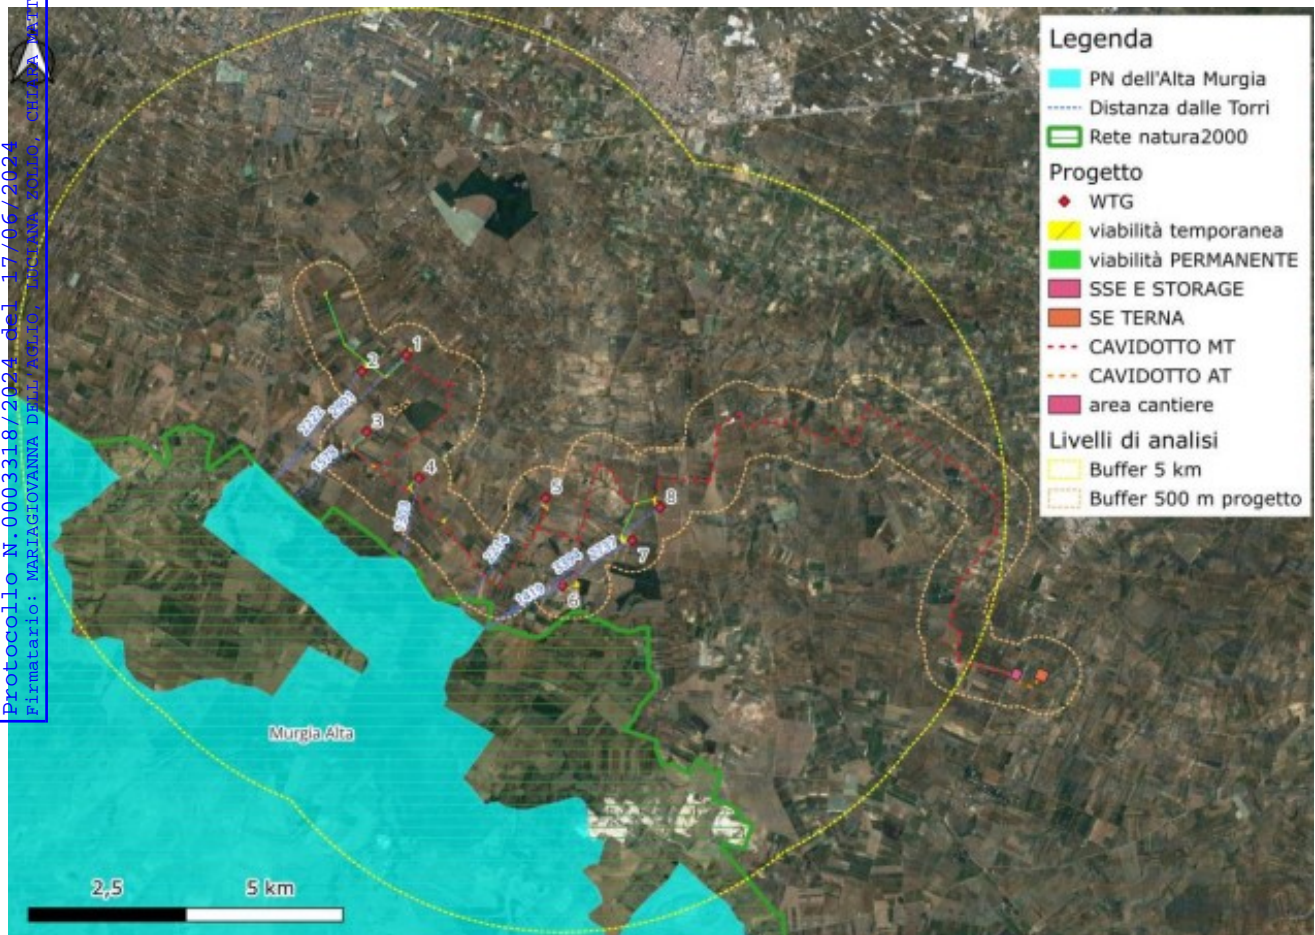 Protocollo N.0003318/2024 del 17/06/2024
Firmatario: MARIAGIOVANNA DELL'AGLIO, LUCIANA ZOLLO, CHIARA MATT
Legenda
PN dell'Alta Murgia
Distanza dalle Torri
Rete natura2000
Progetto
WTG
viabilità temporanea
viabilità PERMANENTE
SSE E STORAGE
SE TERNA
CAVIDOTTO MT
CAVIDOTTO AT
area cantiere
Livelli di analisi
Buffer 5 km
Buffer 500 m progetto
1
2
2222
3
4
5
8
7
1419
6
Murgia Alta
2,5
5 km